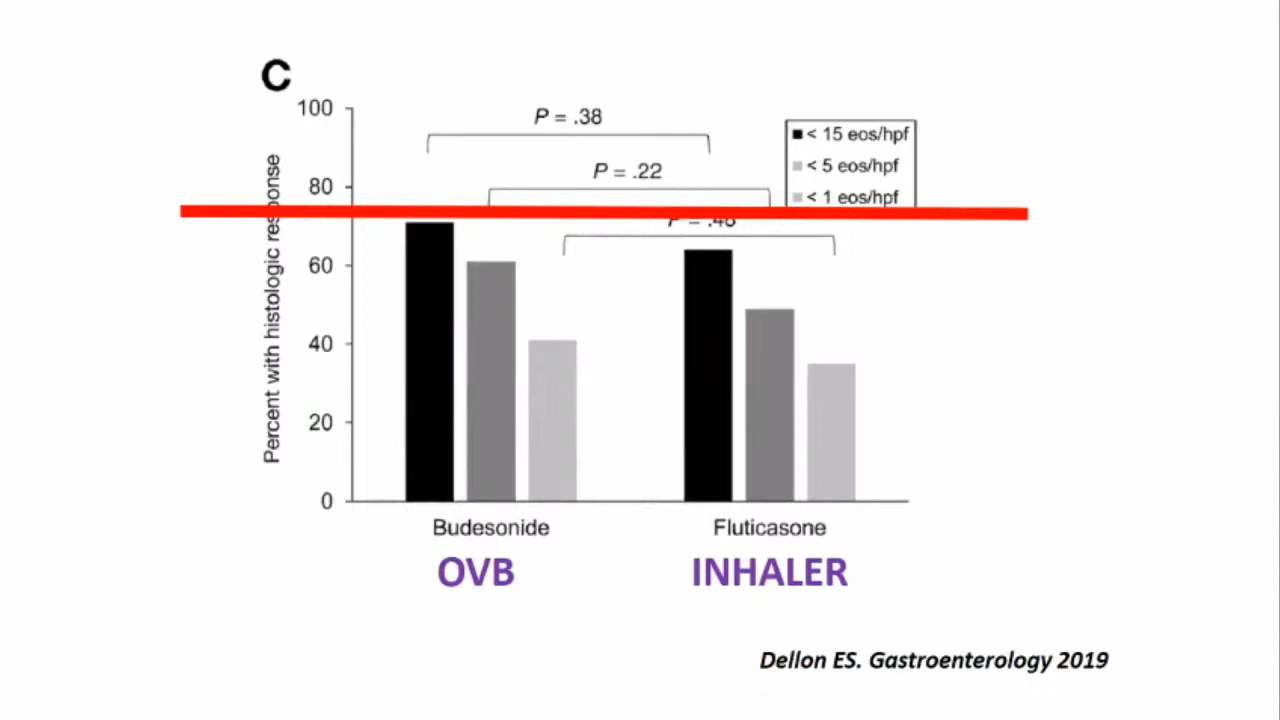 C
100
P = .38
< 15 eos/hpf
P = .22
< 5 eos/hpf
80
< 1 eos/hpf
Percent with histologic response
60
40
20
0
Budesonide
Fluticasone
OVB
INHALER
Dellon ES. Gastroenterology 2019